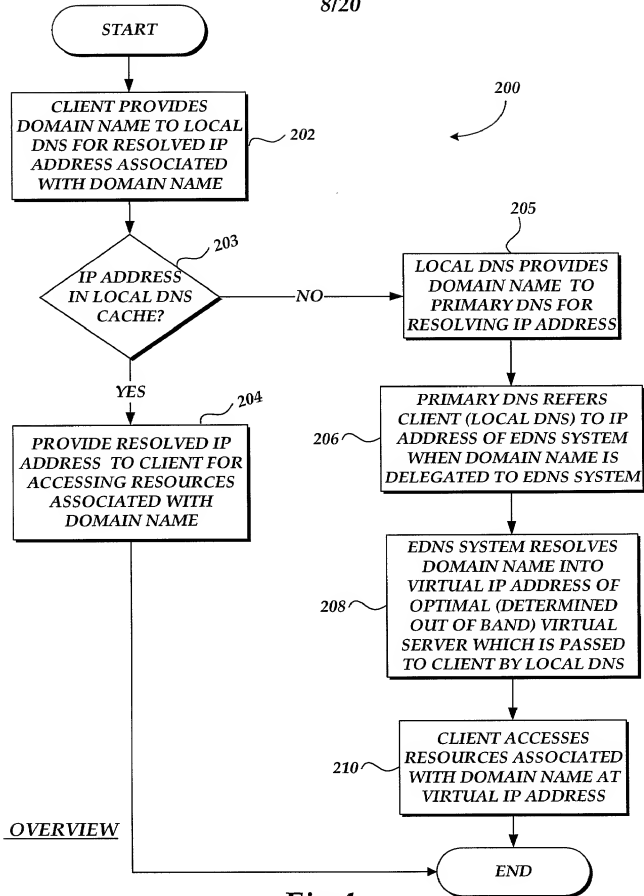 8/20
START
CLIENT PROVIDES
DOMAIN NAME TO LOCAL
DNS FOR RESOLVED IP
ADDRESS ASSOCIATED
WITH DOMAIN NAME
202
200
203
IP ADDRESS
IN LOCAL DNS
CACHE?
NO
YES
205
LOCAL DNS PROVIDES
DOMAIN NAME TO
PRIMARY DNS FOR
RESOLVING IP ADDRESS
204
PROVIDE RESOLVED IP
ADDRESS TO CLIENT FOR
ACCESSING RESOURCES
ASSOCIATED WITH
DOMAIN NAME
206
PRIMARY DNS REFERS
CLIENT (LOCAL DNS) TO IP
ADDRESS OF EDNS SYSTEM
WHEN DOMAIN NAME IS
DELEGATED TO EDNS SYSTEM
208
EDNS SYSTEM RESOLVES
DOMAIN NAME INTO
VIRTUAL IP ADDRESS OF
OPTIMAL (DETERMINED
OUT OF BAND) VIRTUAL
SERVER WHICH IS PASSED
TO CLIENT BY LOCAL DNS
210
CLIENT ACCESSES
RESOURCES ASSOCIATED
WITH DOMAIN NAME AT
VIRTUAL IP ADDRESS
OVERVIEW
END